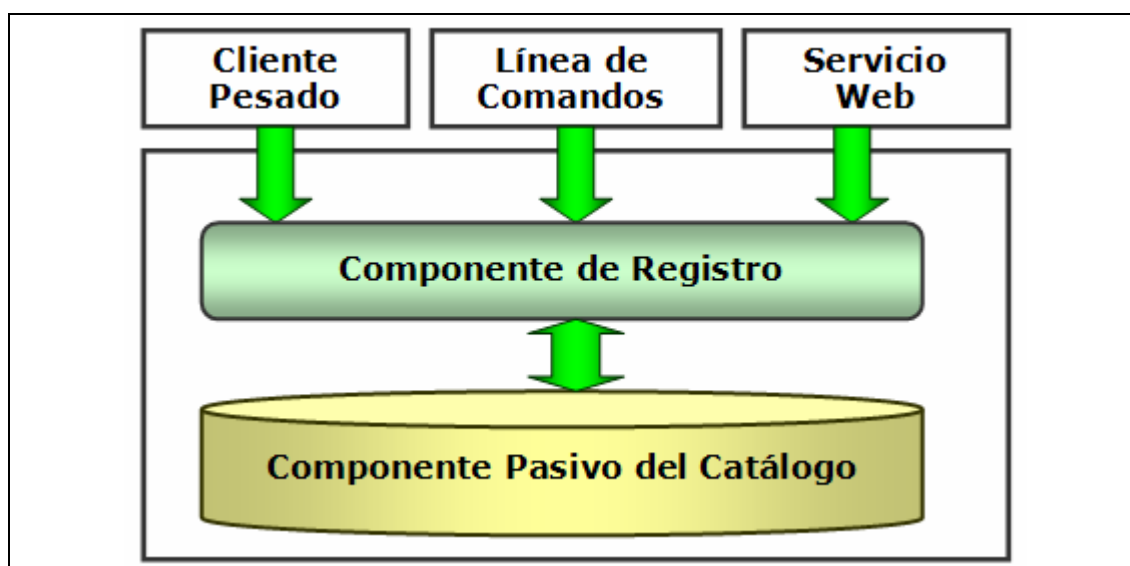 Cliente
Pesado
Línea de
Comandos
Servicio
Web
Componente de Registro
Componente Pasivo del Catálogo